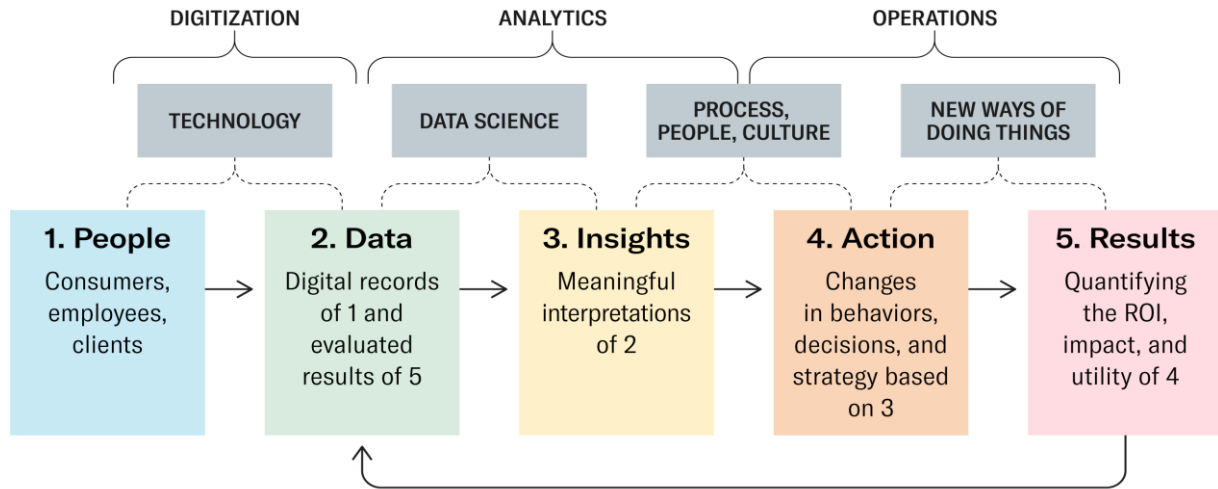 DIGITIZATION
ANALYTICS
OPERATIONS
TECHNOLOGY
DATA SCIENCE
PROCESS,
PEOPLE, CULTURE
NEW WAYS OF
DOING THINGS
1. People
Consumers,
employees,
clients
2. Data
Digital records
of 1 and
evaluated
results of 5
3. Insights
Meaningful
interpretations
of 2
4. Action
Changes
in behaviors,
decisions, and
strategy based
on 3
5. Results
Quantifying
the ROI,
impact, and
utility of 4